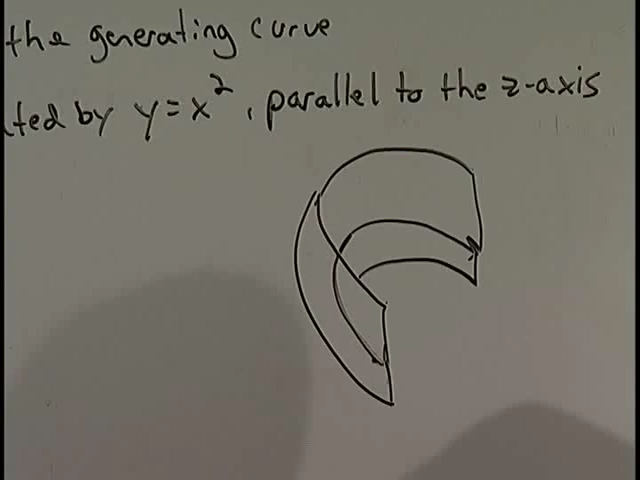 the generating curve
ted by y = x², parallel to the z-axis